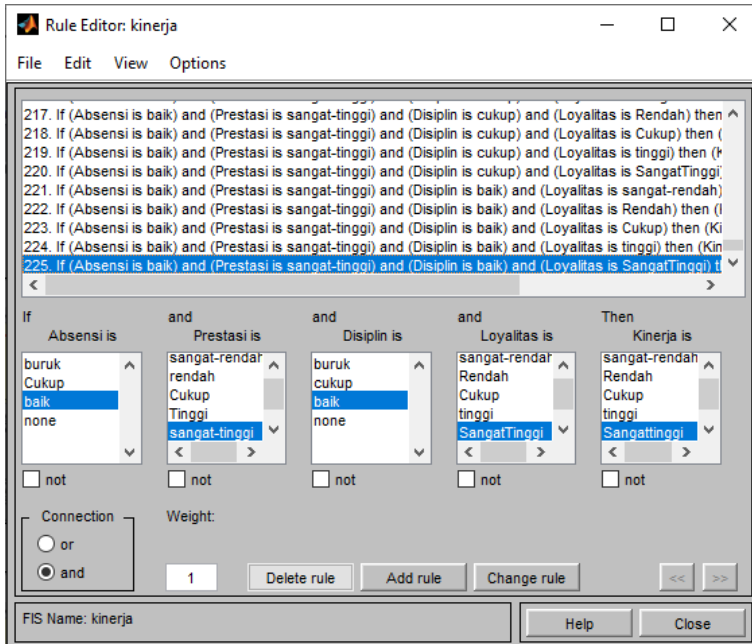 Rule Editor: kinerja
File Edit View Options
217. If (Absensi is baik) and (Prestasi is sangat-tinggi) and (Disiplin is cukup) and (Loyalitas is Rendah) then
218. If (Absensi is baik) and (Prestasi is sangat-tinggi) and (Disiplin is cukup) and (Loyalitas is Cukup) then (
219. If (Absensi is baik) and (Prestasi is sangat-tinggi) and (Disiplin is cukup) and (Loyalitas is tinggi) then (K
220. If (Absensi is baik) and (Prestasi is sangat-tinggi) and (Disiplin is cukup) and (Loyalitas is SangatTinggi)
221. If (Absensi is baik) and (Prestasi is sangat-tinggi) and (Disiplin is baik) and (Loyalitas is sangat-rendah)
222. If (Absensi is baik) and (Prestasi is sangat-tinggi) and (Disiplin is baik) and (Loyalitas is Rendah) then (
223. If (Absensi is baik) and (Prestasi is sangat-tinggi) and (Disiplin is baik) and (Loyalitas is Cukup) then (Ki
224. If (Absensi is baik) and (Prestasi is sangat-tinggi) and (Disiplin is baik) and (Loyalitas is tinggi) then (Kin
225. If (Absensi is baik) and (Prestasi is sangat-tinggi) and (Disiplin is baik) and (Loyalitas is SangatTinggi) t
If and and and Then
Absensi is Prestasi is Disiplin is Loyalitas is Kinerja is
buruk
Cukup
baik
none
sangat-rendah
rendah
Cukup
Tinggi
sangat-tinggi
buruk
cukup
baik
none
sangat-rendah
Rendah
Cukup
tinggi
SangatTinggi
sangat-rendah
Rendah
Cukup
tinggi
Sangattinggi
not not not not not
Connection
or
and
Weight:
1 Delete rule Add rule Change rule << >>
FIS Name: kinerja Help Close